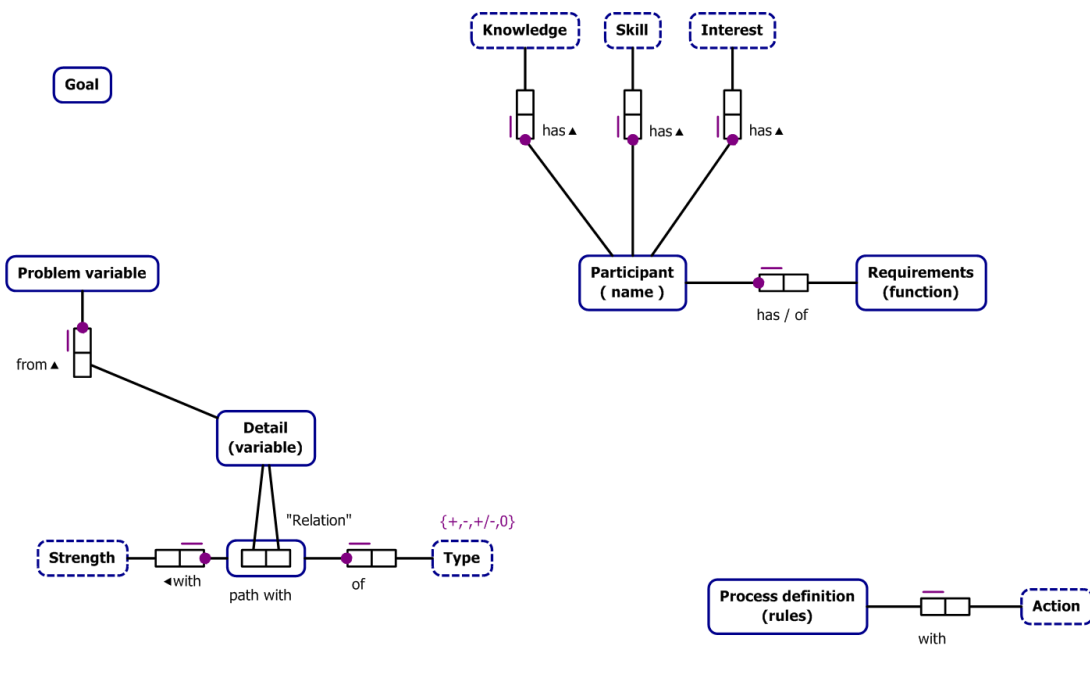 Knowledge
Skill
Interest
Goal
has ▲
has ▲
has ▲
Problem variable
Participant
( name )
Requirements
(function)
has / of
from ▲
Detail
(variable)
"Relation"
{+,-,+/-,0}
Strength
Type
◄with
path with
of
Process definition
(rules)
Action
with